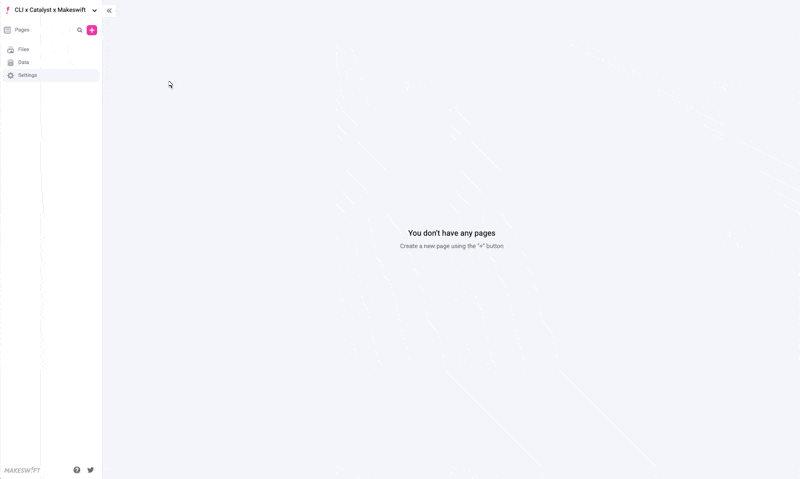 CLI x Catalyst x Makeswift
Pages
Files
Data
Settings
You don't have any pages
Create a new page using the "+" button
MAKESWIFT